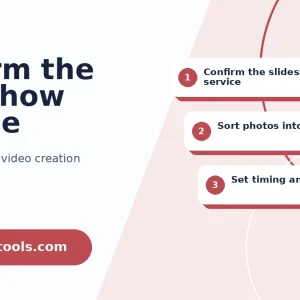 rm the
how
e
video creation
tools.com
1 Confirm the slides
service
2 Sort photos into
3 Set timing an